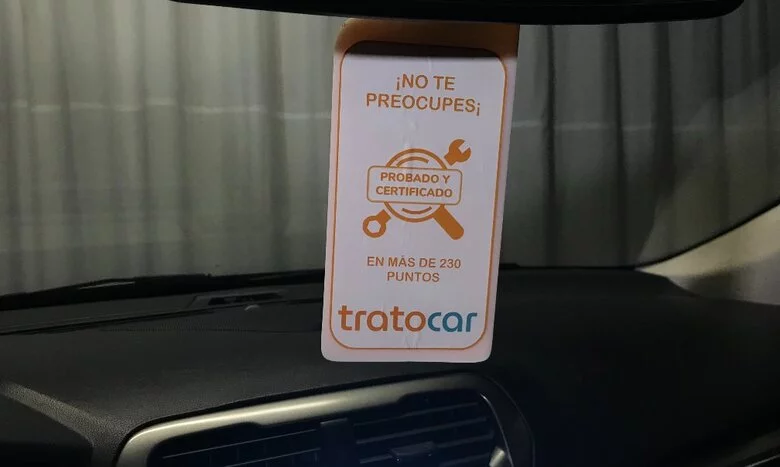 ¡NO TE
PREOCUPES¡
PROBADO Y
CERTIFICADO
EN MÁS DE 230
PUNTOS
tratocar